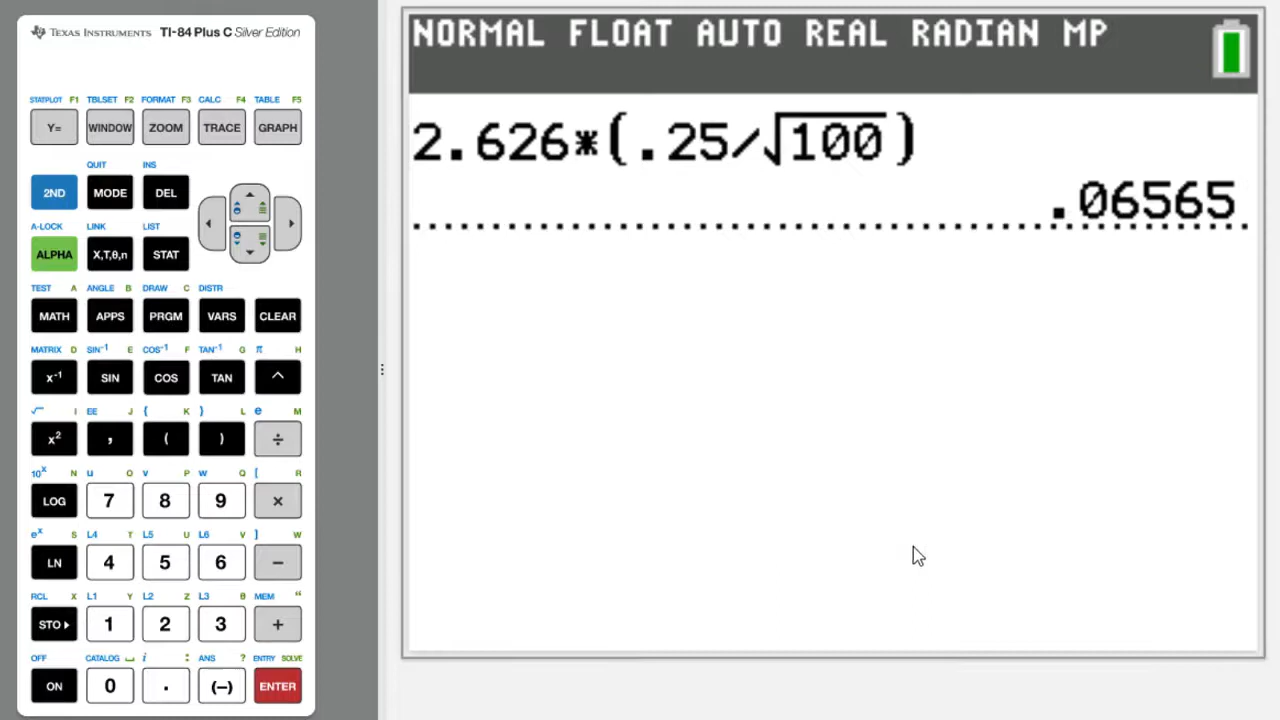 TEXAS INSTRUMENTS TI-84 Plus C Silver Edition
NORMAL FLOAT AUTO REAL RADIAN MP
2.626*(.25/√100)
.06565
STATPLOT F1 TBLSET F2 FORMAT F3 CALC F4 TABLE F5
Y= WINDOW ZOOM TRACE GRAPH
QUIT INS
2ND MODE DEL
A-LOCK LINK LIST
ALPHA X,T,θ,n STAT
TEST A ANGLE B DRAW C DISTR
MATH APPS PRGM VARS CLEAR
MATRIX D SIN⁻¹ E COS⁻¹ F TAN⁻¹ G π H
x⁻¹ SIN COS TAN ^
√ I EE J { K } L e M
x² , ( ) ÷
10ˣ N u O v P w Q [ R
LOG 7 8 9 ×
eˣ S L4 T L5 U L6 V ] W
LN 4 5 6 −
RCL X L1 Y L2 Z L3 θ MEM “
STO▸ 1 2 3 +
OFF CATALOG ⎵ i : ANS ? ENTRY SOLVE
ON 0 . (−) ENTER